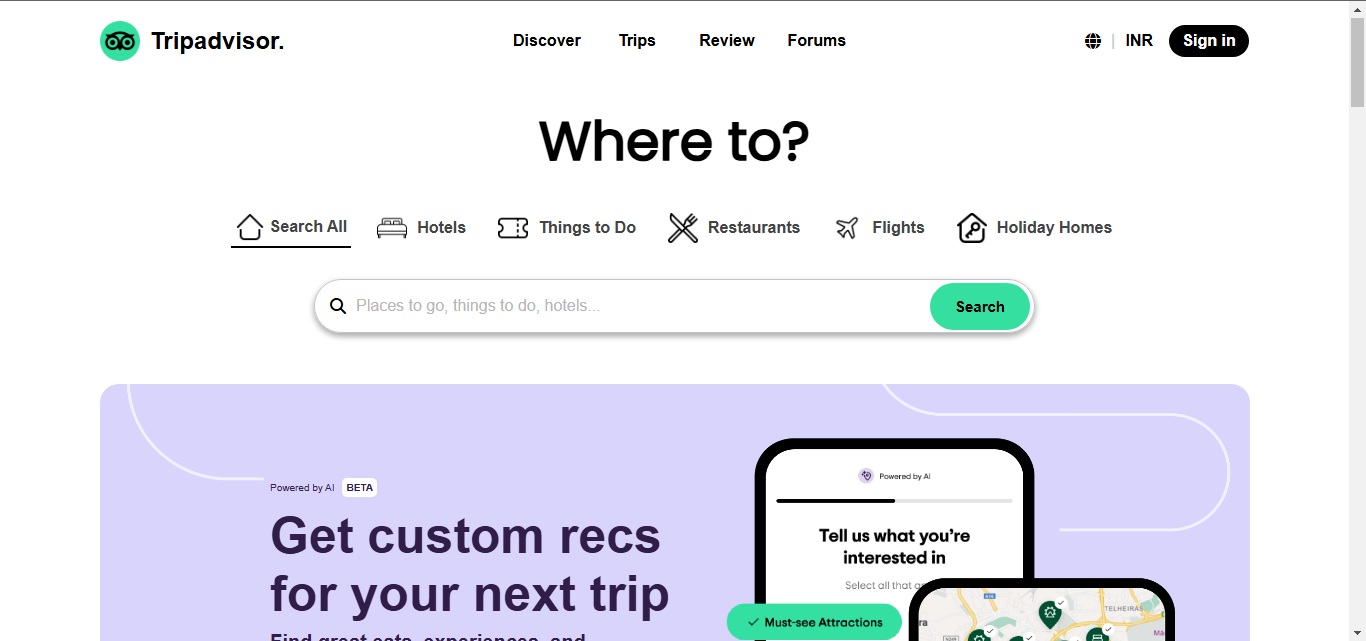 Tripadvisor.
Discover Trips Review Forums
INR Sign in
Where to?
Search All Hotels Things to Do Restaurants Flights Holiday Homes
Places to go, things to do, hotels... Search
Powered by AI BETA
Get custom recs
for your next trip
Find great eats, experiences, and
Powered by AI
Tell us what you're
interested in
Select all that
Must-see Attractions
TELHEIRAS